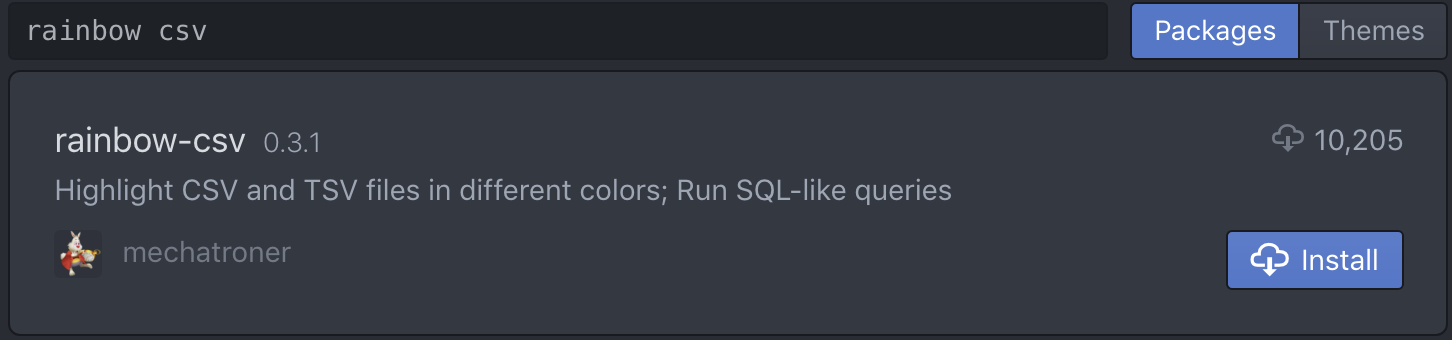 rainbow csv
Packages
Themes
rainbow-csv 0.3.1
10,205
Highlight CSV and TSV files in different colors; Run SQL-like queries
mechatroner
Install